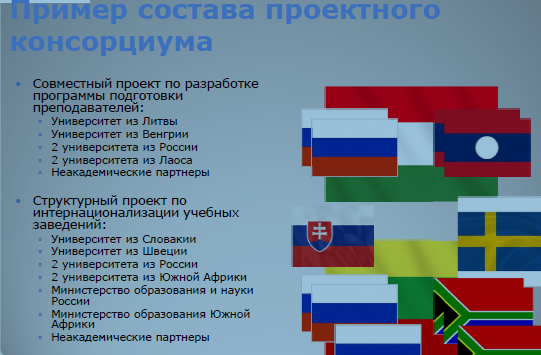 Пример состава проектного
консорциума
Совместный проект по разработке
программы подготовки
преподавателей:
Университет из Литвы
Университет из Венгрии
2 университета из России
2 университета из Лаоса
Неакадемические партнеры
Структурный проект по
интернационализации учебных
заведений:
Университет из Словакии
Университет из Швеции
2 университета из России
2 университета из Южной Африки
Министерство образования и науки
России
Министерство образования Южной
Африки
Неакадемические партнеры